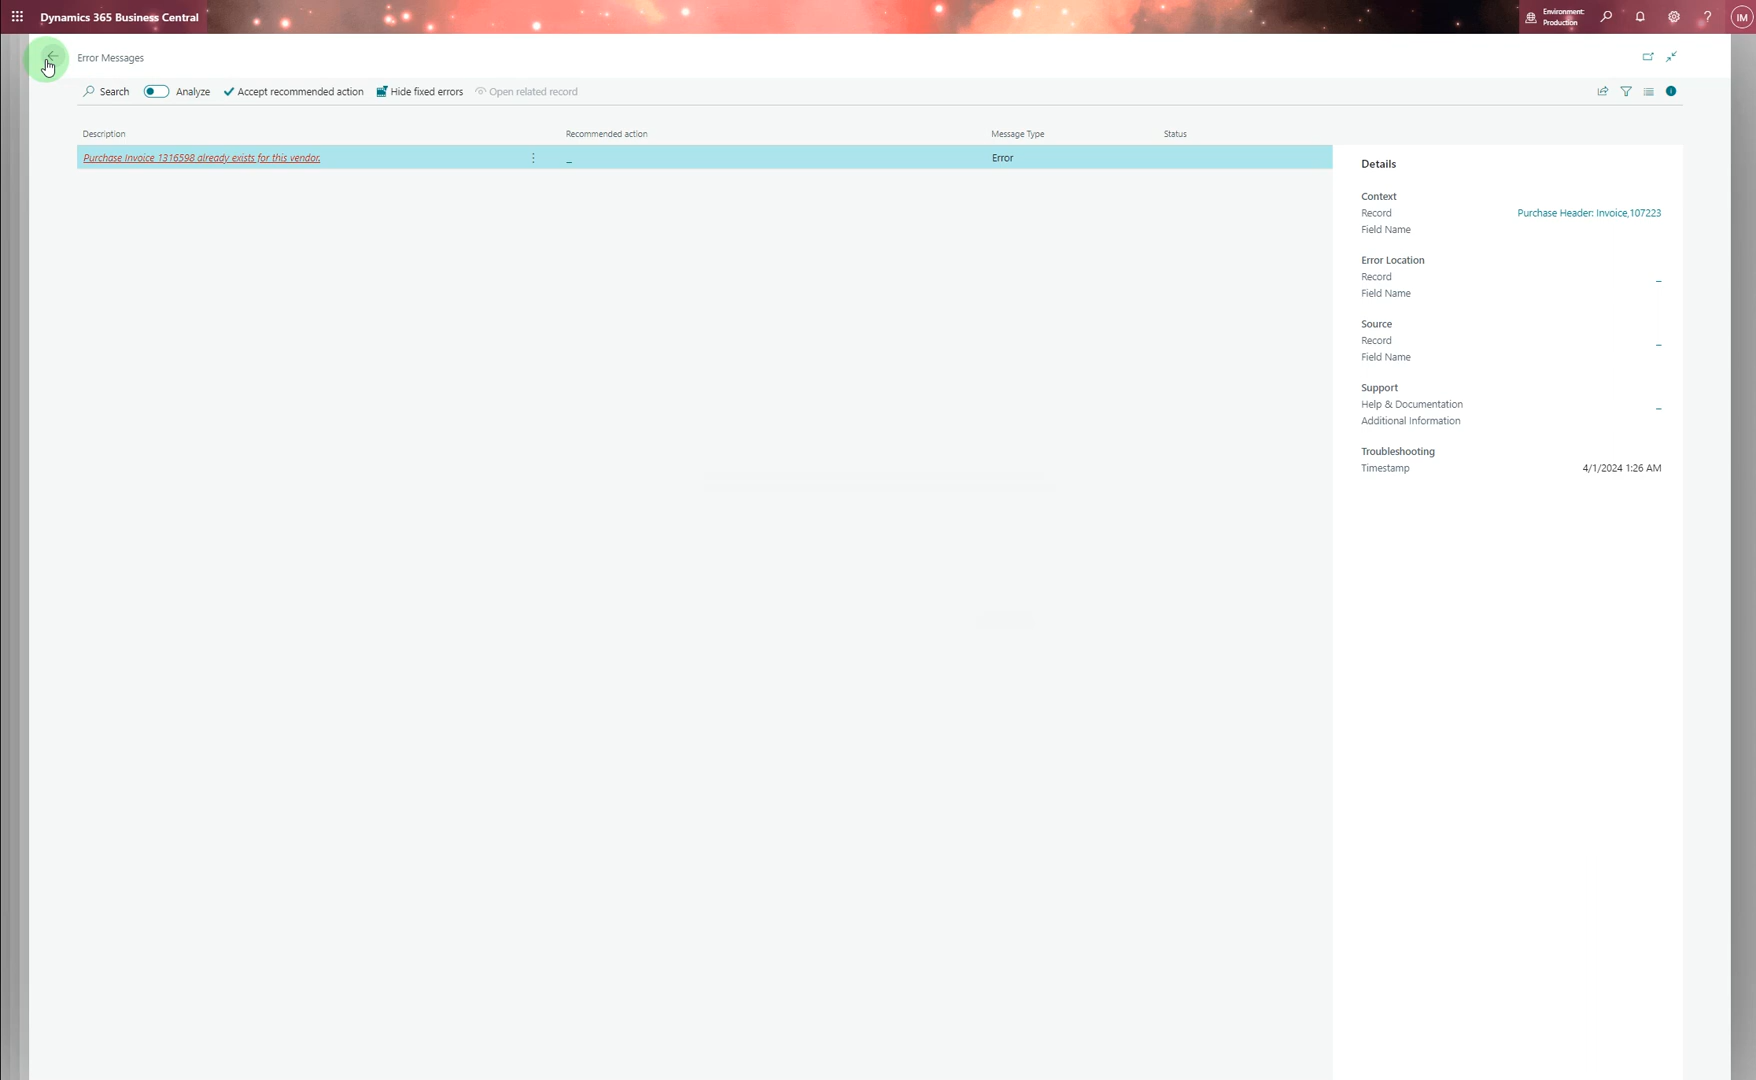 Dynamics 365 Business Central
Environment:
Production
IM
Error Messages
Search
Analyze
Accept recommended action
Hide fixed errors
Open related record
Description
Recommended action
Message Type
Status
Purchase Invoice 1316598 already exists for this vendor.
_
Error
Details
Context
Record Purchase Header: Invoice,107223
Field Name
Error Location
Record _
Field Name
Source
Record _
Field Name
Support
Help & Documentation _
Additional Information
Troubleshooting
Timestamp 4/1/2024 1:26 AM